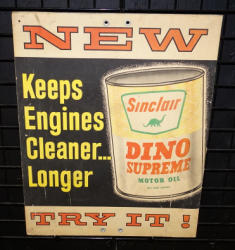 NEW
Keeps
Engines
Cleaner...
Longer
Sinclair
DINO
SUPREME
MOTOR OIL
TRY IT!